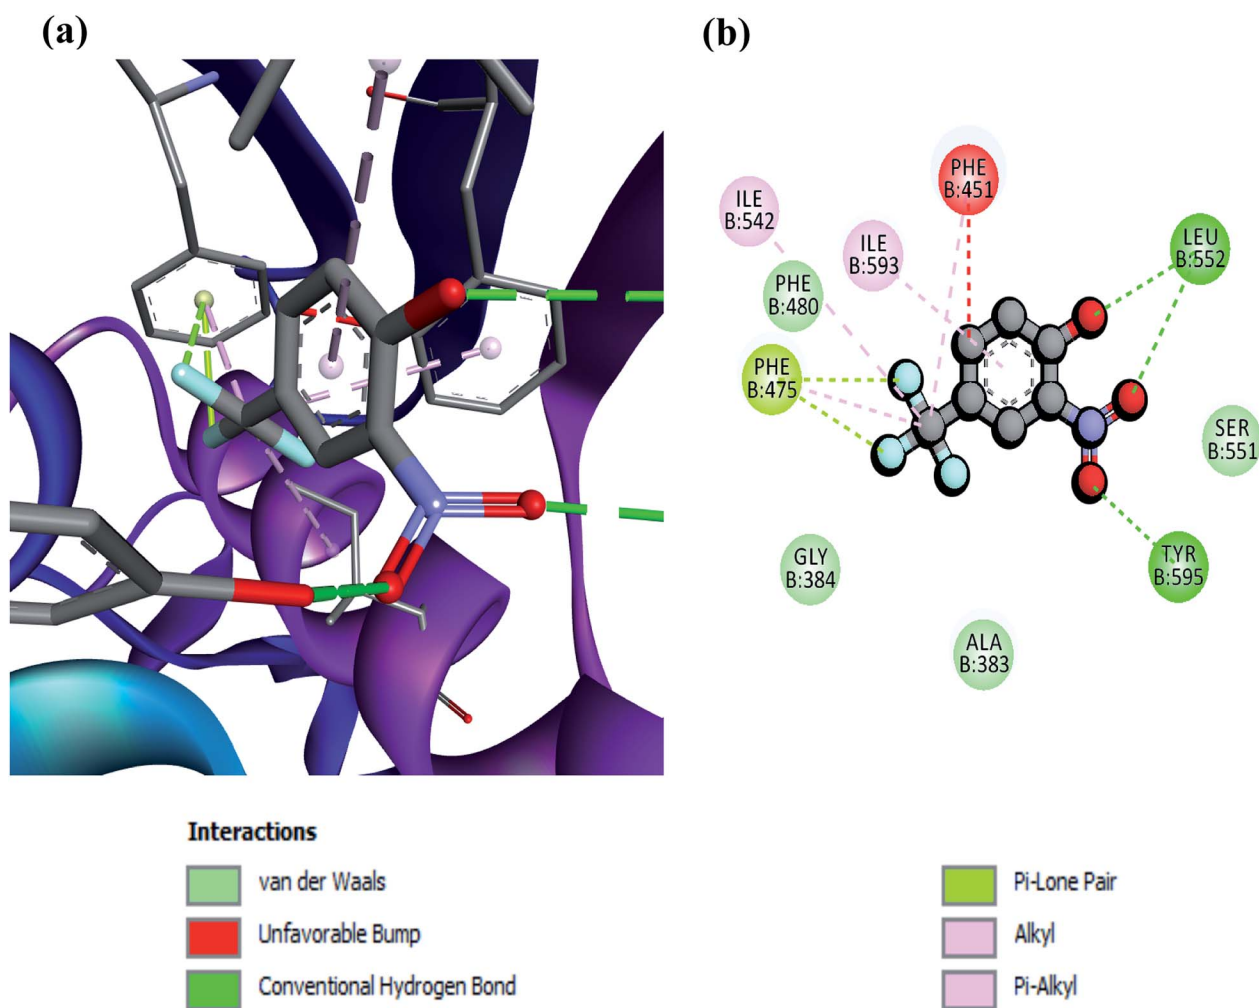 (a)
(b)
PHE
B:451
ILE
B:542
ILE
B:593
LEU
B:552
PHE
B:480
PHE
B:475
SER
B:551
GLY
B:384
TYR
B:595
ALA
B:383
Interactions
van der Waals
Unfavorable Bump
Conventional Hydrogen Bond
Pi-Lone Pair
Alkyl
Pi-Alkyl